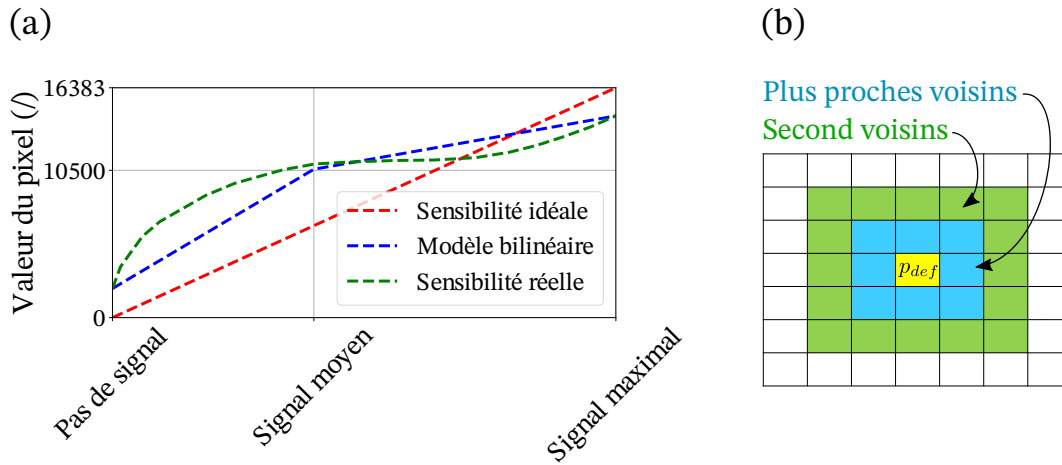 (a)
Valeur du pixel (/)
16383
10500
0
Sensibilité idéale
Modèle bilinéaire
Sensibilité réelle
Pas de signal
Signal moyen
Signal maximal
(b)
Plus proches voisins
Second voisins
p_def